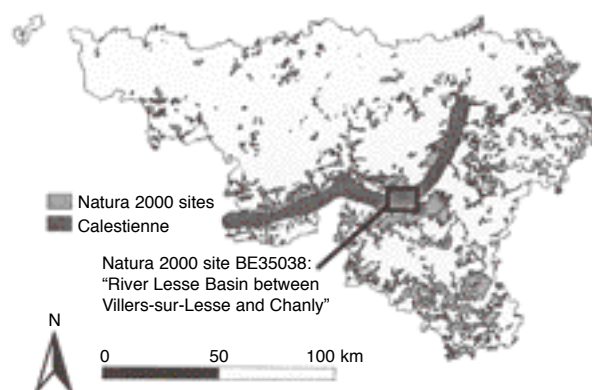 Natura 2000 sites
Calestienne
Natura 2000 site BE35038:
“River Lesse Basin between
Villers-sur-Lesse and Chanly”
N
0 50 100 km